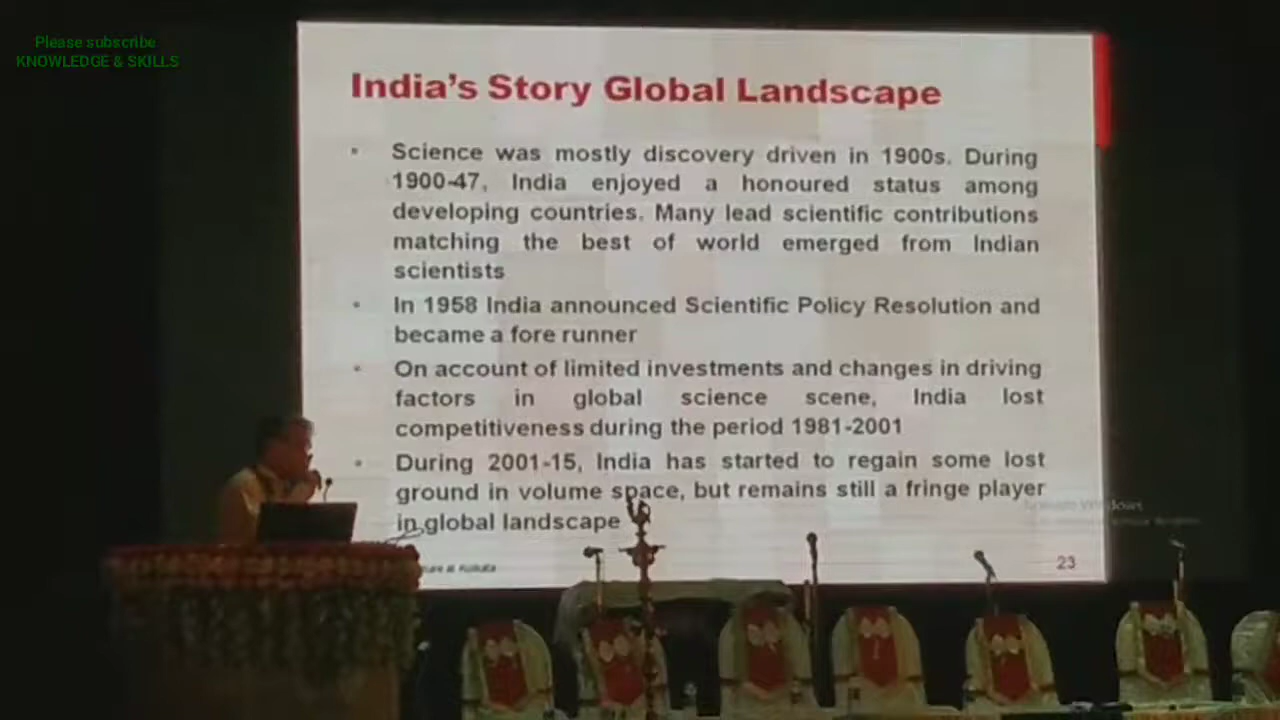 Please subscribe
KNOWLEDGE & SKILLS
India's Story Global Landscape
• Science was mostly discovery driven in 1900s. During
1900-47, India enjoyed a honoured status among
developing countries. Many lead scientific contributions
matching the best of world emerged from Indian
scientists
• In 1958 India announced Scientific Policy Resolution and
became a fore runner
• On account of limited investments and changes in driving
factors in global science scene, India lost
competitiveness during the period 1981-2001
• During 2001-15, India has started to regain some lost
ground in volume space, but remains still a fringe player
in global landscape
Windows
23